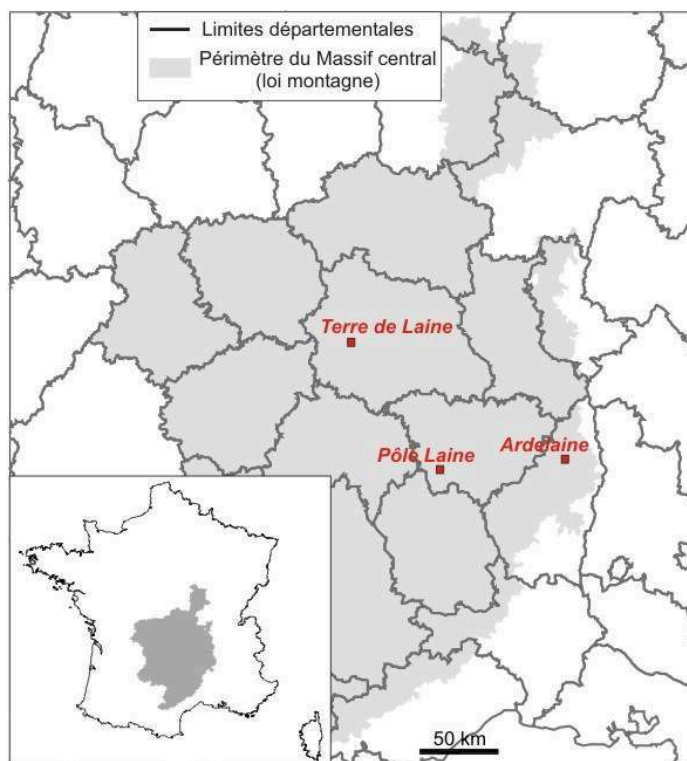 Limites départementales
Périmètre du Massif central
(loi montagne)
Terre de Laine
Pôle Laine
Ardelaine
50 km